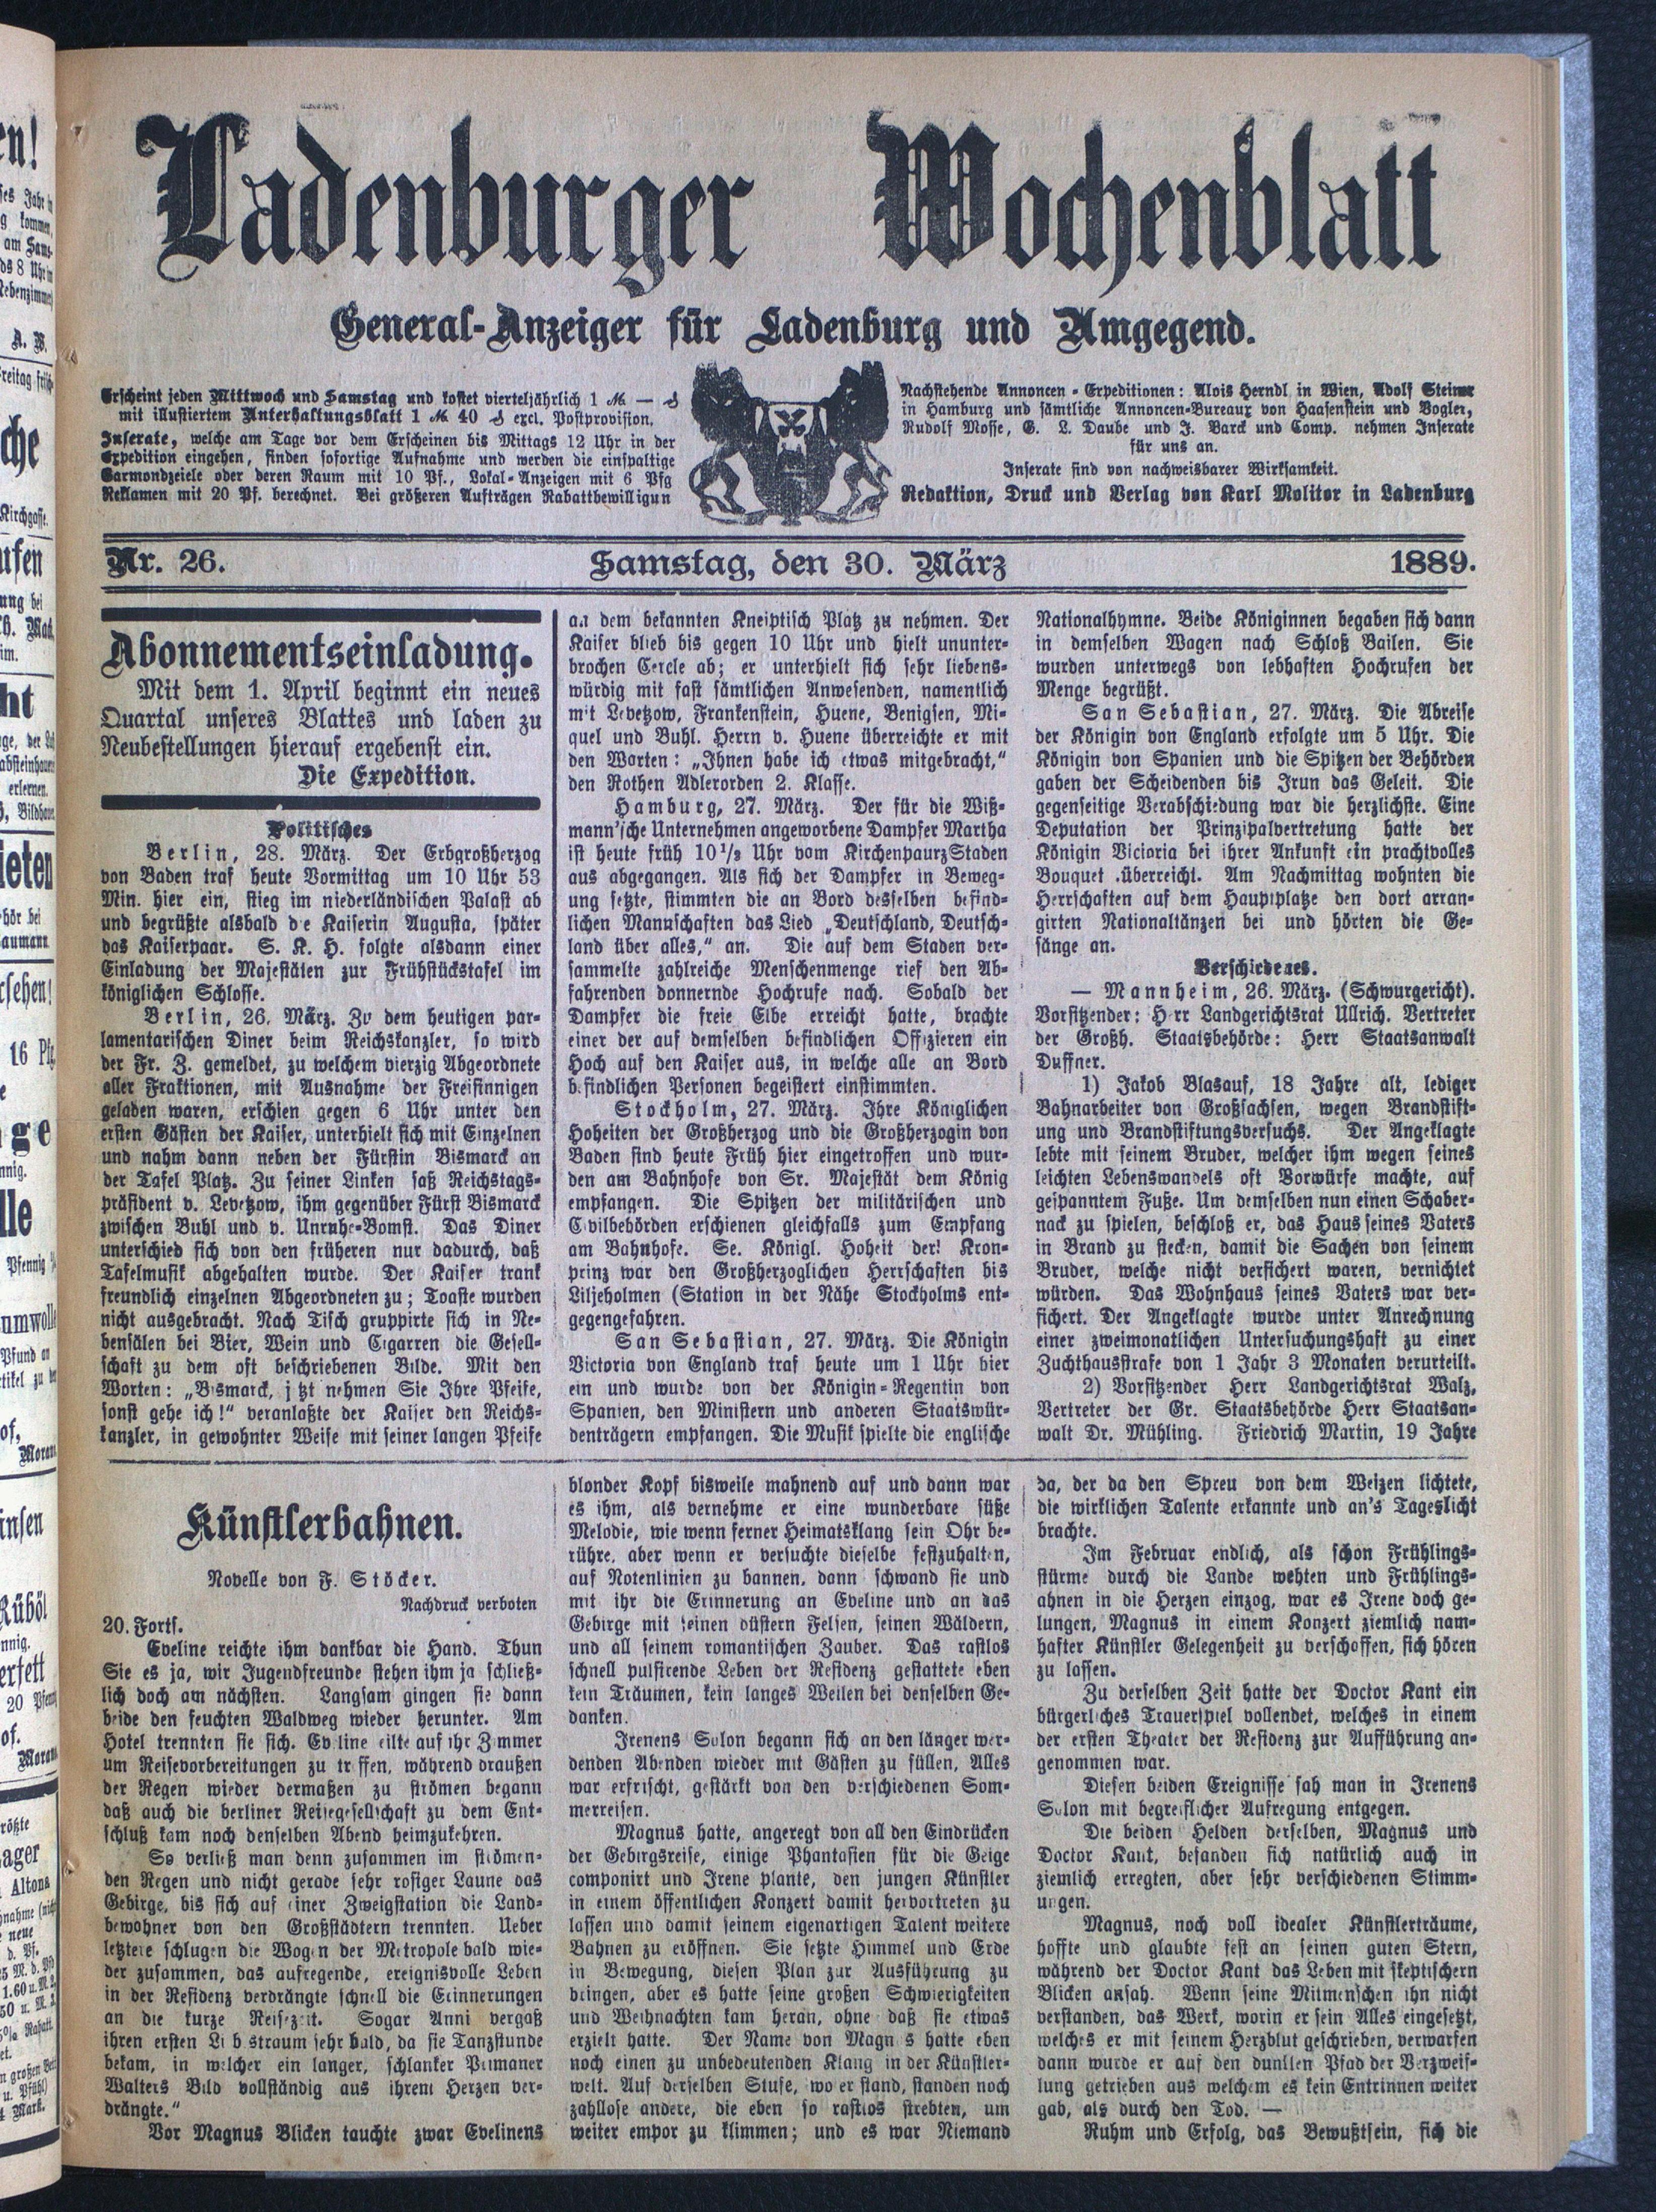 Ladenburger Wochenblatt
General-Anzeiger für Ladenburg und Umgegend.
Erscheint jeden Mittwoch und Samstag und kostet vierteljährlich 1 ℳ — ₰
mit illustiertem Unterhaltungsblatt 1 ℳ 40 ₰ excl. Postprovision.
Inserate, welche am Tage vor dem Erscheinen bis Mittags 12 Uhr in der
Expedition eingehen, finden sofortige Aufnahme und werden die einspaltige
Garmondzeiele oder deren Raum mit 10 Pf., Lokal-Anzeigen mit 6 Pfg
Reklamen mit 20 Pf. berechnet. Bei größeren Aufträgen Rabattbewilligun
Nachstehende Annoncen-Expeditionen: Alois Herndl in Wien, Adolf Steiner
in Hamburg und sämtliche Annoncen-Bureaux von Haasenstein und Vogler,
Rudolf Mosse, G. L. Daube und J. Barck und Comp. nehmen Inserate
für uns an.
Inserate sind von nachweisbarer Wirksamkeit.
Redaktion, Druck und Verlag von Karl Molitor in Ladenburg
Nr. 26.
Samstag, den 30. März
1889.
Abonnementseinladung.
Mit dem 1. April beginnt ein neues
Quartal unseres Blattes und laden zu
Neubestellungen hierauf ergebenst ein.
Die Expedition.
Politisches
Berlin, 28. März. Der Erbgroßherzog
von Baden traf heute Vormittag um 10 Uhr 53
Min. hier ein, stieg im niederländischen Palast ab
und begrüßte alsbald d'e Kaiserin Augusta, später
das Kaiserpaar. S. K. H. folgte alsdann einer
Einladung der Majestäten zur Frühstückstafel im
königlichen Schlosse.
Berlin, 26. März. Zu dem heutigen par-
lamentarischen Diner beim Reichskanzler, so wird
der Fr. Z. gemeldet, zu welchem vierzig Abgeordnete
aller Fraktionen, mit Ausnahme der Freisinnigen
geladen waren, erschien gegen 6 Uhr unter den
ersten Gästen der Kaiser, unterhielt sich mit Einzelnen
und nahm dann neben der Fürstin Bismarck an
der Tafel Platz. Zu seiner Linken saß Reichstags-
präsident v. Levetzow, ihm gegenüber Fürst Bismarck
zwischen Buhl und v. Unruhe-Bomst. Das Diner
unterschied sich von den früheren nur dadurch, daß
Tafelmusik abgehalten wurde. Der Kaiser trank
freundlich einzelnen Abgeordneten zu; Toaste wurden
nicht ausgebracht. Nach Tisch gruppirte sich in Ne-
bensälen bei Bier, Wein und Cigarren die Gesell-
schaft zu dem oft beschriebenen Bilde. Mit den
Worten: „Bismarck, j tzt nehmen Sie Ihre Pfeife,
sonst gehe ich!“ veranlaßte der Kaiser den Reichs-
kanzler, in gewohnter Weise mit seiner langen Pfeife
an dem bekannten Kneiptisch Platz zu nehmen. Der
Kaiser blieb bis gegen 10 Uhr und hielt ununter-
brochen Cercle ab; er unterhielt sich sehr liebens-
würdig mit fast sämtlichen Anwesenden, namentlich
mit Levetzow, Frankenstein, Huene, Benigsen, Mi-
quel und Buhl. Herrn v. Huene überreichte er mit
den Worten: „Ihnen habe ich etwas mitgebracht,“
den Rothen Adlerorden 2. Klasse.
Hamburg, 27. März. Der für die Wiß-
mann'sche Unternehmen angeworbene Dampfer Martha
ist heute früh 10½ Uhr vom KirchenpaurzStaden
aus abgegangen. Als sich der Dampfer in Beweg-
ung setzte, stimmten die an Bord desselben befind-
lichen Mannschaften das Lied „Deutschland, Deutsch-
land über alles,“ an. Die auf dem Staden ver-
sammelte zahlreiche Menschenmenge rief den Ab-
fahrenden donnernde Hochrufe nach. Sobald der
Dampfer die freie Elbe erreicht hatte, brachte
einer der auf demselben befindlichen Offizieren ein
Hoch auf den Kaiser aus, in welche alle an Bord
b.findlichen Personen begeistert einstimmten.
Stockholm, 27. März. Ihre Königlichen
Hoheiten der Großherzog und die Großherzogin von
Baden sind heute Früh hier eingetroffen und wur-
den am Bahnhofe von Sr. Majestät dem König
empfangen. Die Spitzen der militärischen und
Civilbehörden erschienen gleichfalls zum Empfang
am Bahnhofe. Se. Königl. Hoheit der! Kron-
prinz war den Großherzoglichen Herrschaften bis
Liljeholmen (Station in der Nähe Stockholms ent-
gegengefahren.
San Sebastian, 27. März. Die Königin
Victoria von England traf heute um 1 Uhr hier
ein und wurde von der Königin-Regentin von
Spanien, den Ministern und anderen Staatswür-
denträgern empfangen. Die Musik spielte die englische
Nationalhymne. Beide Königinnen begaben sich dann
in demselben Wagen nach Schloß Bailen. Sie
wurden unterwegs von lebhaften Hochrufen der
Menge begrüßt.
San Sebastian, 27. März. Die Abreise
der Königin von England erfolgte um 5 Uhr. Die
Königin von Spanien und die Spitzen der Behörden
gaben der Scheidenden bis Irun das Geleit. Die
gegenseitige Verabschiedung war die herzlichste. Eine
Deputation der Prinzipalvertretung hatte der
Königin Victoria bei ihrer Ankunft ein prachtvolles
Bouquet .überreicht. Am Nachmittag wohnten die
Herrschaften auf dem Hauptplatze den dort arran-
girten Nationaltänzen bei und hörten die Ge-
sänge an.
Verschiedenes.
— Mannheim, 26. März. (Schwurgericht).
Vorsitzender: H rr Landgerichtsrat Ullrich. Vertreter
der Großh. Staatsbehörde: Herr Staatsanwalt
Duffner.
1) Jakob Blasauf, 18 Jahre alt, lediger
Bahnarbeiter von Großsachsen, wegen Brandstift-
ung und Brandstiftungsversuchs. Der Angeklagte
lebte mit seinem Bruder, welcher ihm wegen seines
leichten Lebenswandels oft Vorwürfe machte, auf
gespanntem Fuße. Um demselben nun einen Schaber-
nack zu spielen, beschloß er, das Haus seines Vaters
in Brand zu stecken, damit die Sachen von seinem
Bruder, welche nicht versichert waren, vernichtet
würden. Das Wohnhaus seines Vaters war ver-
sichert. Der Angeklagte wurde unter Anrechnung
einer zweimonatlichen Untersuchungshaft zu einer
Zuchthausstrafe von 1 Jahr 3 Monaten verurteilt.
2) Vorsitzender Herr Landgerichtsrat Walz,
Vertreter der Gr. Staatsbehörde Herr Staatsan-
walt Dr. Mühling. Friedrich Martin, 19 Jahre
Künstlerbahnen.
Novelle von F. Stöcker.
Nachdruck verboten
20. Forts.
Eveline reichte ihm dankbar die Hand. Thun
Sie es ja, wir Jugendfreunde stehen ihm ja schließ-
lich doch am nächsten. Langsam gingen sie dann
beide den feuchten Waldweg wieder herunter. Am
Hotel trennten sie sich. Ev line eilte auf ihr Zimmer
um Reisevorbereitungen zu tr ffen, während draußen
der Regen wieder dermaßen zu strömen begann
daß auch die berliner Reisegesellschaft zu dem Ent-
schluß kam noch denselben Abend heimzukehren.
So verließ man denn zusammen im strömen-
den Regen und nicht gerade sehr rosiger Laune das
Gebirge, bis sich auf einer Zweigstation die Land-
bewohner von den Großstädtern trennten. Ueber
letztere schlugen die Wogen der Metropole bald wie-
der zusammen, das aufregende, ereignisvolle Leben
in der Residenz verdrängte schnell die Erinnerungen
an die kurze Reisezeit. Sogar Anni vergaß
ihren ersten Li b straum sehr bald, da sie Tanzstunde
bekam, in welcher ein langer, schlanker Primaner
Walters Bild vollständig aus ihrem Herzen ver-
drängte.“
Vor Magnus Blicken tauchte zwar Evelinens
blonder Kopf bisweile mahnend auf und dann war
es ihm, als vernehme er eine wunderbare süße
Melodie, wie wenn ferner Heimatsklang sein Ohr be-
rühre, aber wenn er versuchte dieselbe festzuhalten,
auf Notenlinien zu bannen, dann schwand sie und
mit ihr die Erinnerung an Eveline und an das
Gebirge mit seinen düstern Felsen, seinen Wäldern,
und all seinem romantischen Zauber. Das rastlos
schnell pulsirende Leben der Residenz gestattete eben
kein Träumen, kein langes Weilen bei denselben Ge-
danken.
Irenens Salon begann sich an den länger wer-
denden Abenden wieder mit Gästen zu füllen, Alles
war erfrischt, gestärkt von den verschiedenen Som-
merreisen.
Magnus hatte, angeregt von all den Eindrücken
der Gebirgsreise, einige Phantasien für die Geige
componirt und Irene plante, den jungen Künstler
in einem öffentlichen Konzert damit hervortreten zu
lassen und damit seinem eigenartigen Talent weitere
Bahnen zu eröffnen. Sie setzte Himmel und Erde
in Bewegung, diesen Plan zur Ausführung zu
bringen, aber es hatte seine großen Schwierigkeiten
und Weihnachten kam heran, ohne daß sie etwas
erzielt hatte. Der Name von Magn s hatte eben
noch einen zu unbedeutenden Klang in der Künstler-
welt. Auf derselben Stufe, wo er stand, standen noch
zahllose andere, die eben so rastlos strebten, um
weiter empor zu klimmen; und es war Niemand
da, der da den Spreu von dem Weizen lichtete,
die wirklichen Talente erkannte und an's Tageslicht
brachte.
Im Februar endlich, als schon Frühlings-
stürme durch die Lande wehten und Frühlings-
ahnen in die Herzen einzog, war es Irene doch ge-
lungen, Magnus in einem Konzert ziemlich nam-
hafter Künstler Gelegenheit zu verschaffen, sich hören
zu lassen.
Zu derselben Zeit hatte der Doctor Kant ein
bürgerliches Trauerspiel vollendet, welches in einem
der ersten Theater der Residenz zur Aufführung an-
genommen war.
Diesen beiden Ereignisse sah man in Irenens
Salon mit begreiflicher Aufregung entgegen.
Die beiden Helden derselben, Magnus und
Doctor Kant, befanden sich natürlich auch in
ziemlich erregten, aber sehr verschiedenen Stimm-
ungen.
Magnus, noch voll idealer Künstlerträume,
hoffte und glaubte fest an seinen guten Stern,
während der Doctor Kant das Leben mit skeptischern
Blicken ansah. Wenn seine Mitmenschen ihn nicht
verstanden, das Werk, worin er sein Alles eingesetzt,
welches er mit seinem Herzblut geschrieben, verwarfen
dann wurde er auf den dunklen Pfad der Verzweif-
lung getrieben aus welchem es kein Entrinnen weiter
gab, als durch den Tod. —
Ruhm und Erfolg, das Bewußtsein, sich die